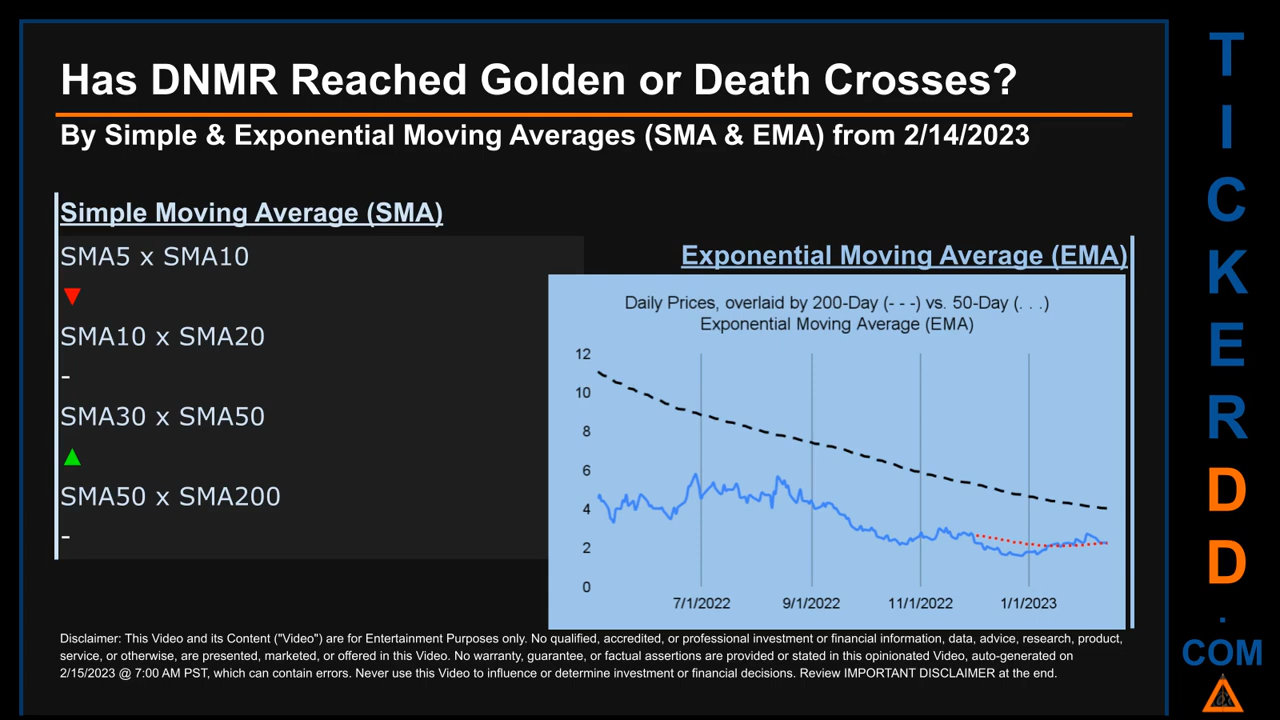 Has DNMR Reached Golden or Death Crosses?
By Simple & Exponential Moving Averages (SMA & EMA) from 2/14/2023
Simple Moving Average (SMA)
SMA5 x SMA10
▼
SMA10 x SMA20
-
SMA30 x SMA50
▲
SMA50 x SMA200
-
Exponential Moving Average (EMA)
Daily Prices, overlaid by 200-Day (- - -) vs. 50-Day (. . .)
Exponential Moving Average (EMA)
12
10
8
6
4
2
0
7/1/2022 9/1/2022 11/1/2022 1/1/2023
Disclaimer: This Video and its Content ("Video") are for Entertainment Purposes only. No qualified, accredited, or professional investment or financial information, data, advice, research, product,
service, or otherwise, are presented, marketed, or offered in this Video. No warranty, guarantee, or factual assertions are provided or stated in this opinionated Video, auto-generated on
2/15/2023 @ 7:00 AM PST, which can contain errors. Never use this Video to influence or determine investment or financial decisions. Review IMPORTANT DISCLAIMER at the end.
T
I
C
K
E
R
D
D
.
COM